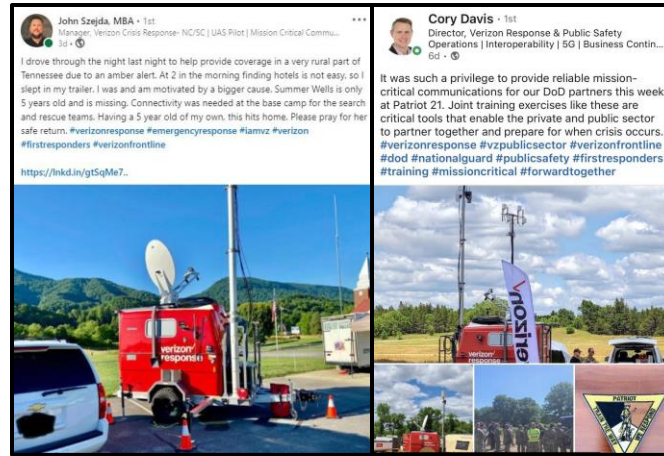 John Szejda, MBA • 1st
Manager, Verizon Crisis Response- NC/SC | UAS Pilot | Mission Critical Commu...
3d •
I drove through the night last night to help provide coverage in a very rural part of
Tennessee due to an amber alert. At 2 in the morning finding hotels is not easy, so I
slept in my trailer. I was and am motivated by a bigger cause. Summer Wells is only
5 years old and is missing. Connectivity was needed at the base camp for the search
and rescue teams. Having a 5 year old of my own, this hits home. Please pray for her
safe return. #verizonresponse #emergencyresponse #iamvz #verizon
#firstresponders #verizonfrontline
https://lnkd.in/gtSqMe7..
verizon
response
Cory Davis • 1st
Director, Verizon Response & Public Safety
Operations | Interoperability | 5G | Business Contin...
6d •
It was such a privilege to provide reliable mission-
critical communications for our DoD partners this week
at Patriot 21. Joint training exercises like these are
critical tools that enable the private and public sector
to partner together and prepare for when crisis occurs.
#verizonresponse #vzpublicsector #verizonfrontline
#dod #nationalguard #publicsafety #firstresponders
#training #missioncritical #forwardtogether
verizon
response
verizon
PATRIOT